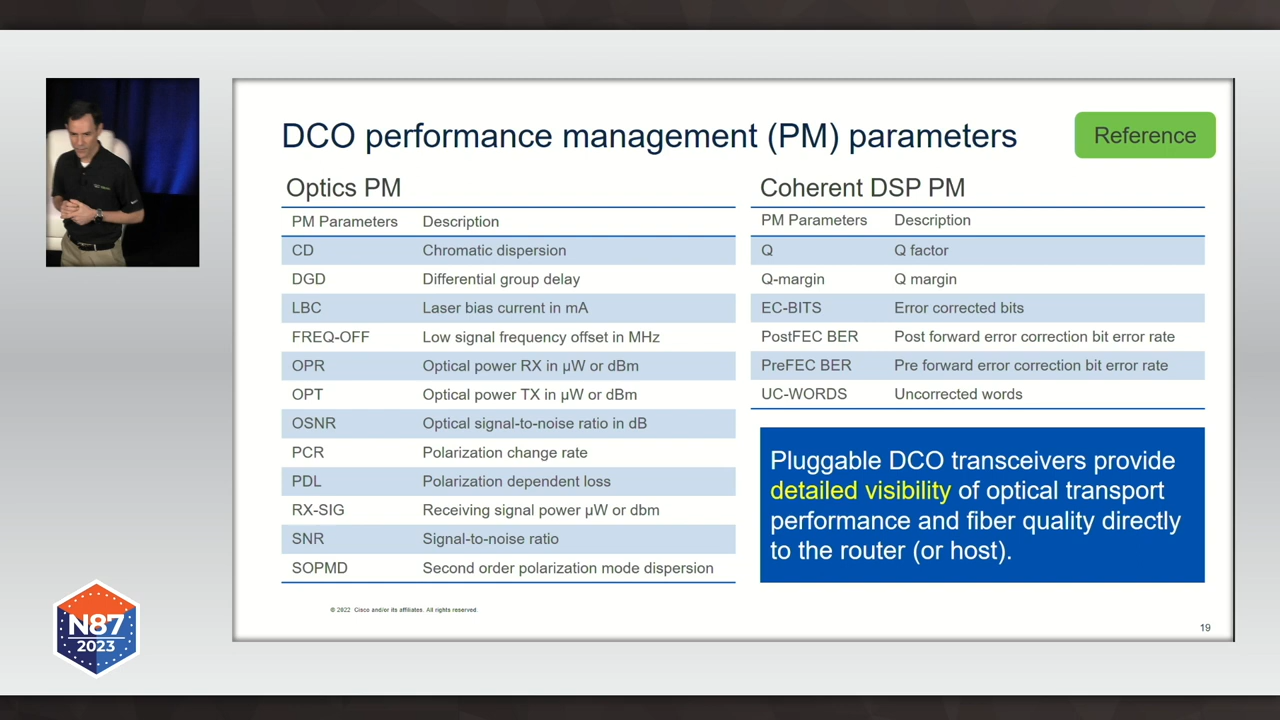 DCO performance management (PM) parameters
Reference
Optics PM
PM Parameters Description
CD Chromatic dispersion
DGD Differential group delay
LBC Laser bias current in mA
FREQ-OFF Low signal frequency offset in MHz
OPR Optical power RX in µW or dBm
OPT Optical power TX in µW or dBm
OSNR Optical signal-to-noise ratio in dB
PCR Polarization change rate
PDL Polarization dependent loss
RX-SIG Receiving signal power µW or dbm
SNR Signal-to-noise ratio
SOPMD Second order polarization mode dispersion
Coherent DSP PM
PM Parameters Description
Q Q factor
Q-margin Q margin
EC-BITS Error corrected bits
PostFEC BER Post forward error correction bit error rate
PreFEC BER Pre forward error correction bit error rate
UC-WORDS Uncorrected words
Pluggable DCO transceivers provide
detailed visibility of optical transport
performance and fiber quality directly
to the router (or host).
© 2022 Cisco and/or its affiliates. All rights reserved.
19
N87
2023